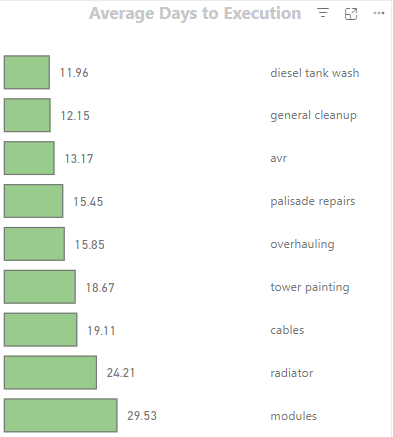 Average Days to Execution
11.96 diesel tank wash
12.15 general cleanup
13.17 avr
15.45 palisade repairs
15.85 overhauling
18.67 tower painting
19.11 cables
24.21 radiator
29.53 modules